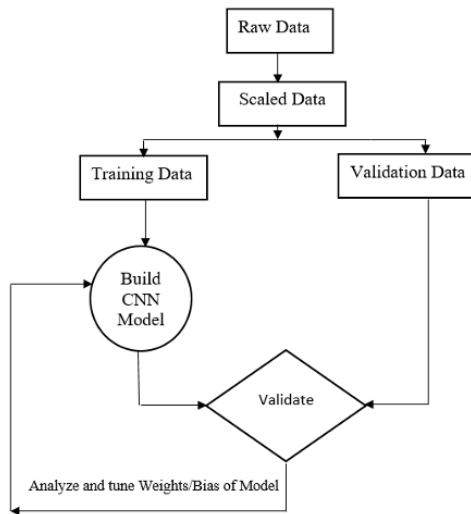 Raw Data
Scaled Data
Training Data
Validation Data
Build
CNN
Model
Validate
Analyze and tune Weights/Bias of Model